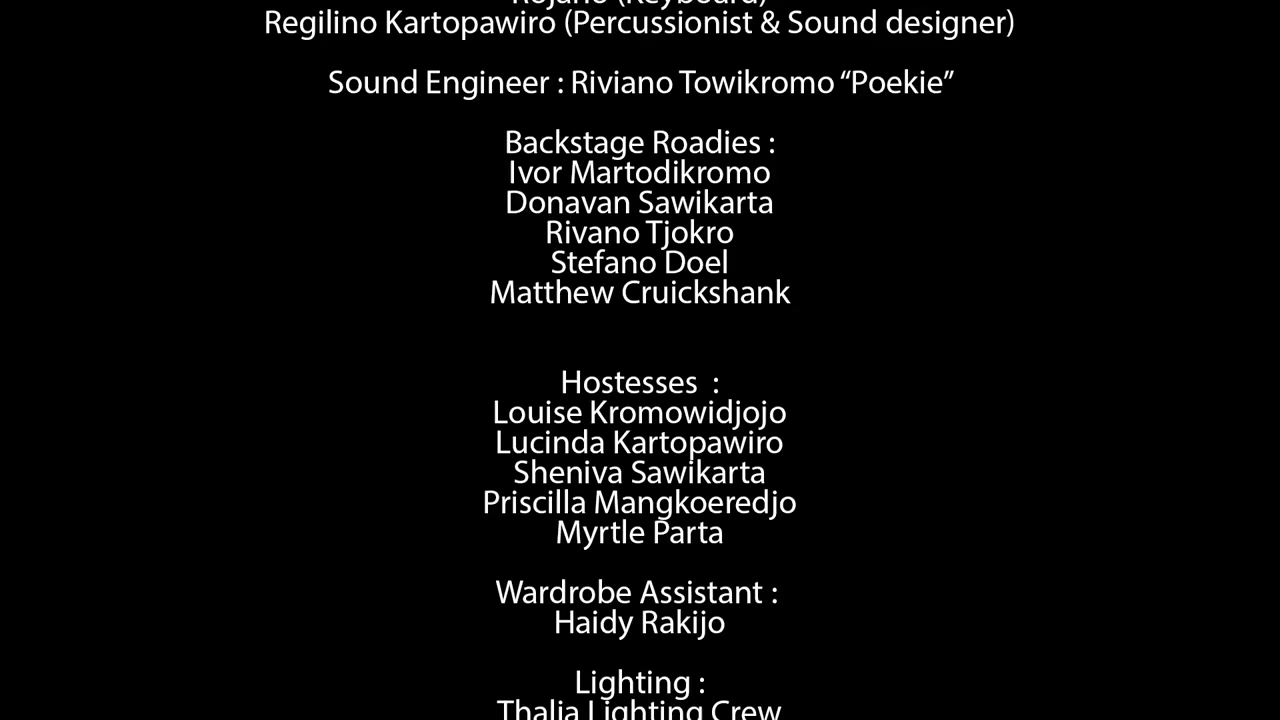 Rojano (Keyboard)
Regilino Kartopawiro (Percussionist & Sound designer)
Sound Engineer : Riviano Towikromo “Poekie”
Backstage Roadies :
Ivor Martodikromo
Donavan Sawikarta
Rivano Tjokro
Stefano Doel
Matthew Cruickshank
Hostesses  :
Louise Kromowidjojo
Lucinda Kartopawiro
Sheniva Sawikarta
Priscilla Mangkoeredjo
Myrtle Parta
Wardrobe Assistant :
Haidy Rakijo
Lighting :
Thalia Lighting Crew